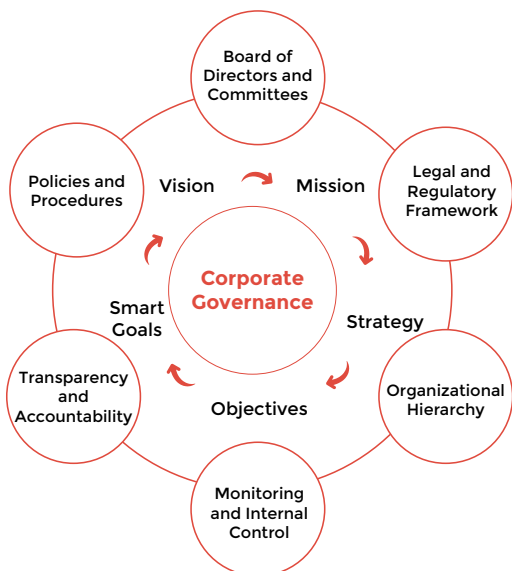 Board of
Directors and
Committees
Policies and
Procedures
Vision
Mission
Legal and
Regulatory
Framework
Corporate
Governance
Smart
Goals
Strategy
Transparency
and
Accountability
Objectives
Organizational
Hierarchy
Monitoring
and Internal
Control